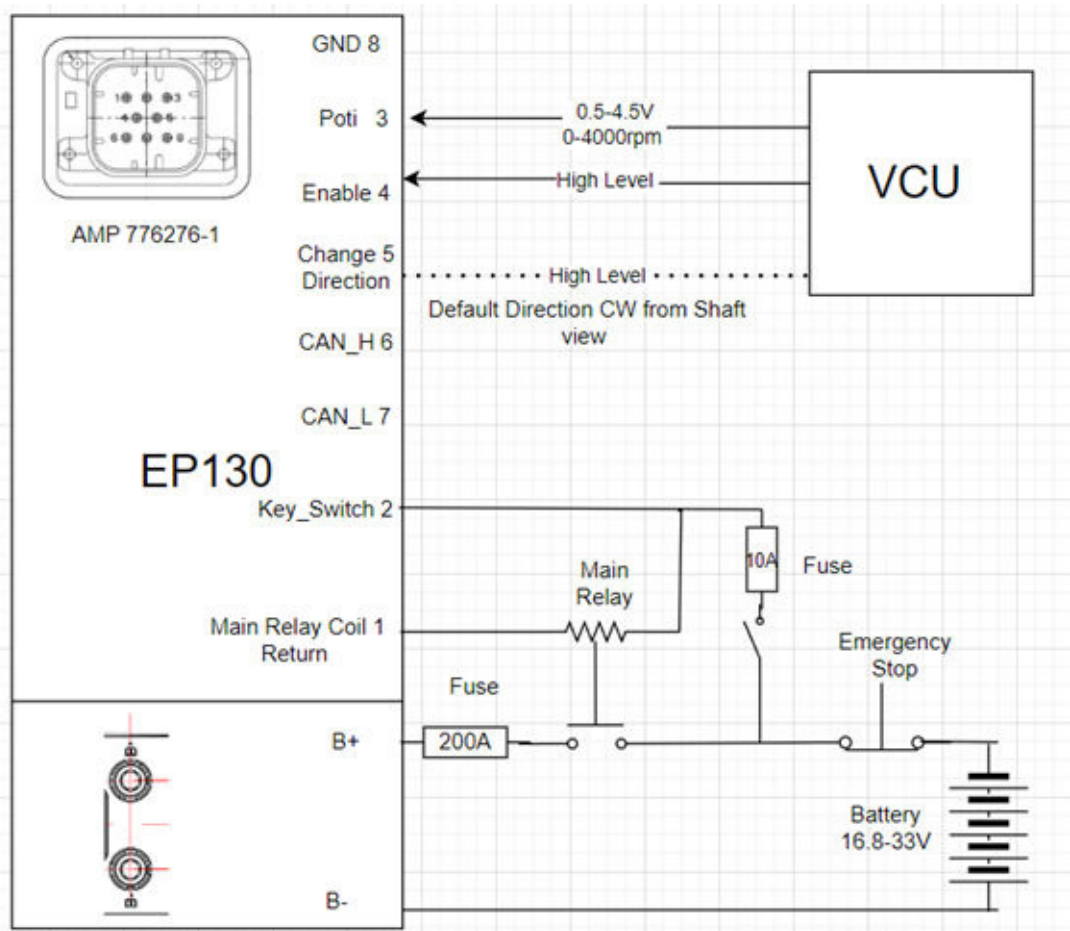 GND 8
Poti 3
0.5-4.5V
0-4000rpm
VCU
High Level
Enable 4
AMP 776276-1
Change 5
Direction
High Level
Default Direction CW from Shaft
view
CAN_H 6
CAN_L 7
EP130
Key_Switch 2
10A
Fuse
Main
Relay
Main Relay Coil 1
Return
Emergency
Stop
Fuse
B+
200A
Battery
16.8-33V
B-